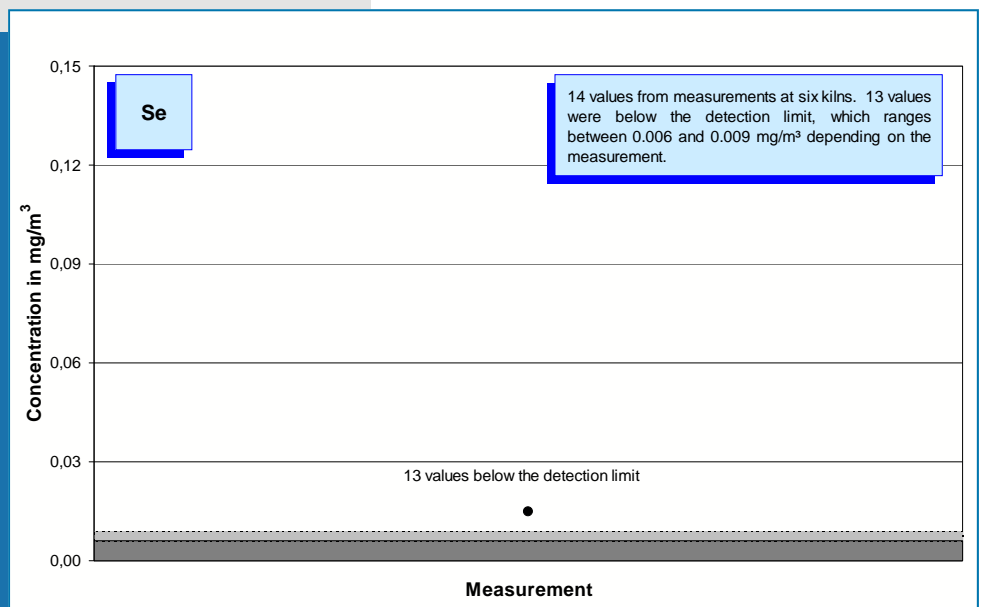 0,15
Se
14 values from measurements at six kilns. 13 values
were below the detection limit, which ranges
between 0.006 and 0.009 mg/m³ depending on the
measurement.
0,12
0,09
Concentration in mg/m³
0,06
0,03
13 values below the detection limit
0,00
Measurement